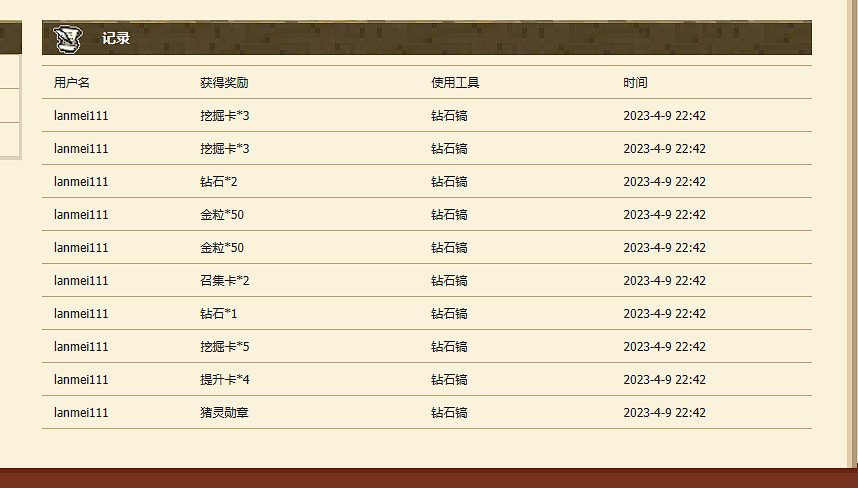 记录
用户名 获得奖励 使用工具 时间
lanmei111 挖掘卡*3 钻石镐 2023-4-9 22:42
lanmei111 挖掘卡*3 钻石镐 2023-4-9 22:42
lanmei111 钻石*2 钻石镐 2023-4-9 22:42
lanmei111 金粒*50 钻石镐 2023-4-9 22:42
lanmei111 金粒*50 钻石镐 2023-4-9 22:42
lanmei111 召集卡*2 钻石镐 2023-4-9 22:42
lanmei111 钻石*1 钻石镐 2023-4-9 22:42
lanmei111 挖掘卡*5 钻石镐 2023-4-9 22:42
lanmei111 提升卡*4 钻石镐 2023-4-9 22:42
lanmei111 猪灵勋章 钻石镐 2023-4-9 22:42